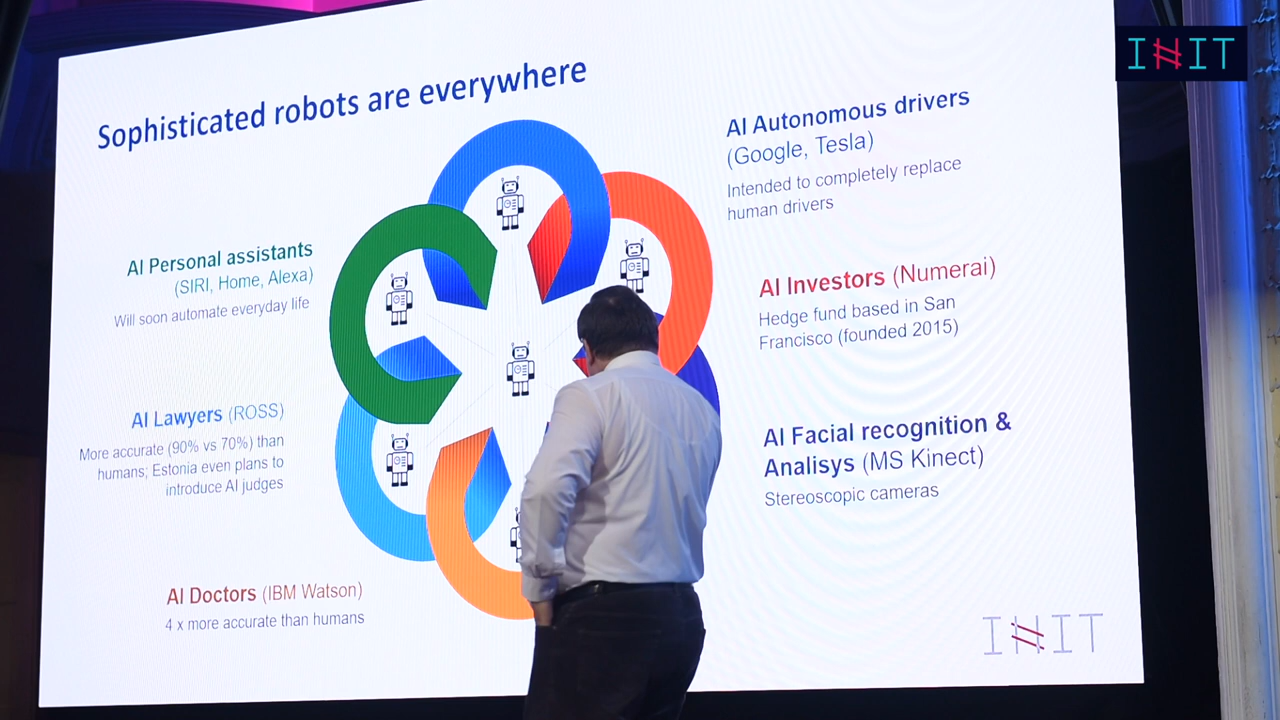 INIT
Sophisticated robots are everywhere
AI Autonomous drivers
(Google, Tesla)
Intended to completely replace
human drivers
AI Personal assistants
(SIRI, Home, Alexa)
Will soon automate everyday life
AI Investors (Numerai)
Hedge fund based in San
Francisco (founded 2015)
AI Lawyers (ROSS)
More accurate (90% vs 70%) than
humans; Estonia even plans to
introduce AI judges
AI Facial recognition &
Analisys (MS Kinect)
Stereoscopic cameras
AI Doctors (IBM Watson)
4 x more accurate than humans
INIT